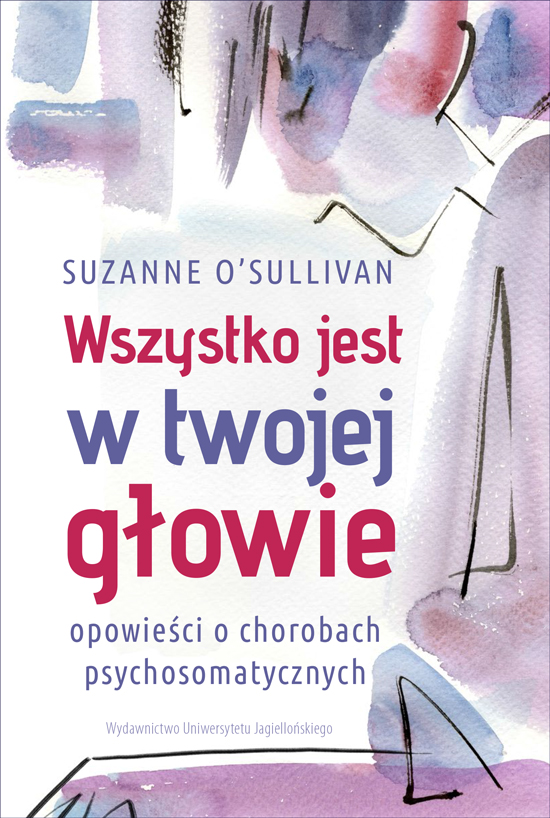 SUZANNE O'SULLIVAN
Wszystko jest
w twojej
głowie
opowieści o chorobach
psychosomatycznych
Wydawnictwo Uniwersytetu Jagiellońskiego